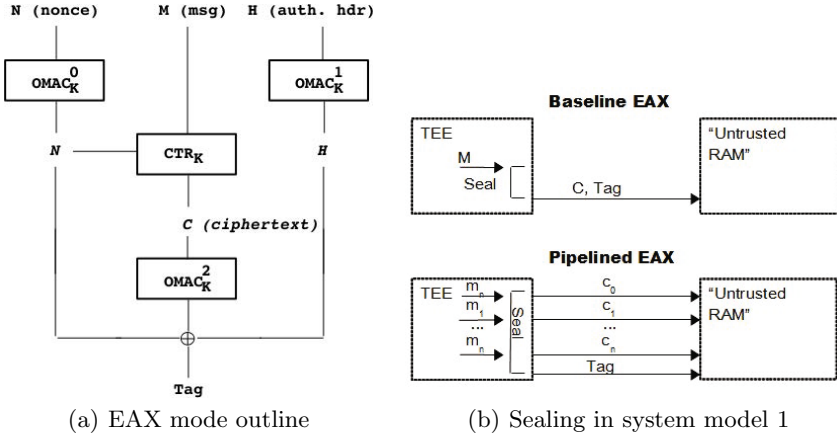 N (nonce) M (msg) H (auth. hdr)
OMAC⁰K
OMAC¹K
N
CTRK
H
C (ciphertext)
OMAC²K
Tag
(a) EAX mode outline
Baseline EAX
TEE
M
Seal
C, Tag
"Untrusted
RAM"
Pipelined EAX
TEE
mn
m1
...
mn
Seal
c0
c1
...
cn
Tag
"Untrusted
RAM"
(b) Sealing in system model 1